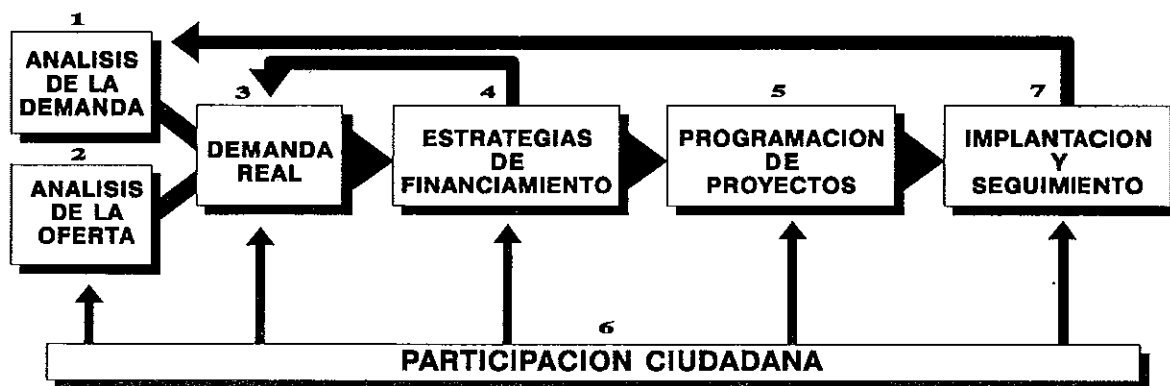 1
ANALISIS
DE LA
DEMANDA
2
ANALISIS
DE LA
OFERTA
3
DEMANDA
REAL
4
ESTRATEGIAS
DE
FINANCIAMIENTO
5
PROGRAMACION
DE
PROYECTOS
7
IMPLANTACION
Y
SEGUIMIENTO
6
PARTICIPACION CIUDADANA